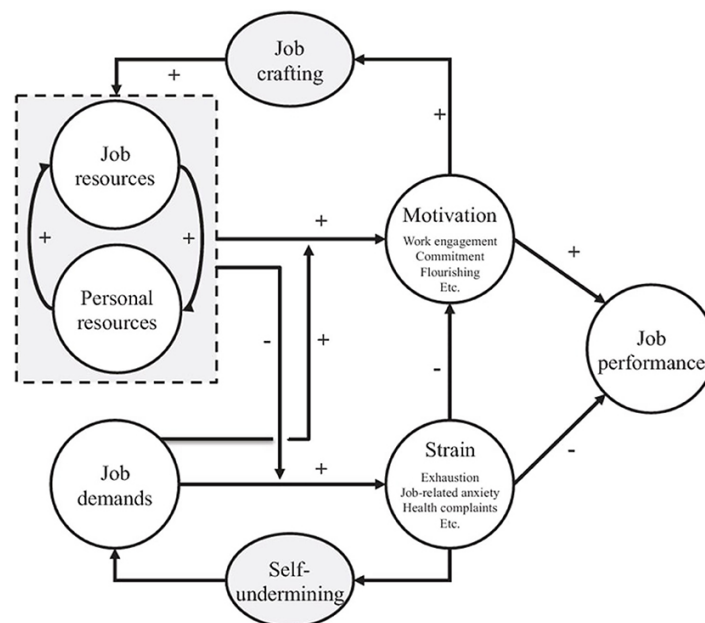 Job
crafting
+
+
Job
resources
+
+
Personal
resources
+
-
+
Motivation
Work engagement
Commitment
Flourishing
Etc.
+
Job
performance
-
Job
demands
+
Strain
Exhaustion
Job-related anxiety
Health complaints
Etc.
-
Self-
undermining